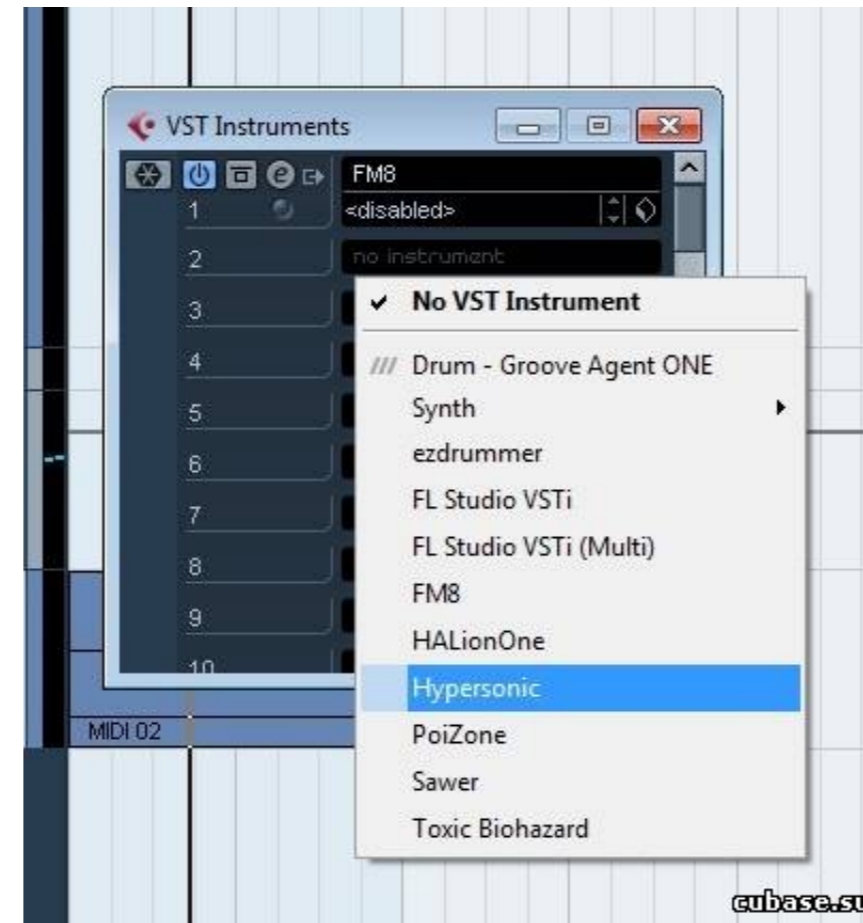 VST Instruments
e FM8
1 <disabled>
2 no instrument
3
4
5
6
7
8
9
10
✓ No VST Instrument
/// Drum - Groove Agent ONE
Synth
ezdrummer
FL Studio VSTi
FL Studio VSTi (Multi)
FM8
HALionOne
Hypersonic
PoiZone
Sawer
Toxic Biohazard
MIDI 02
cubase.su